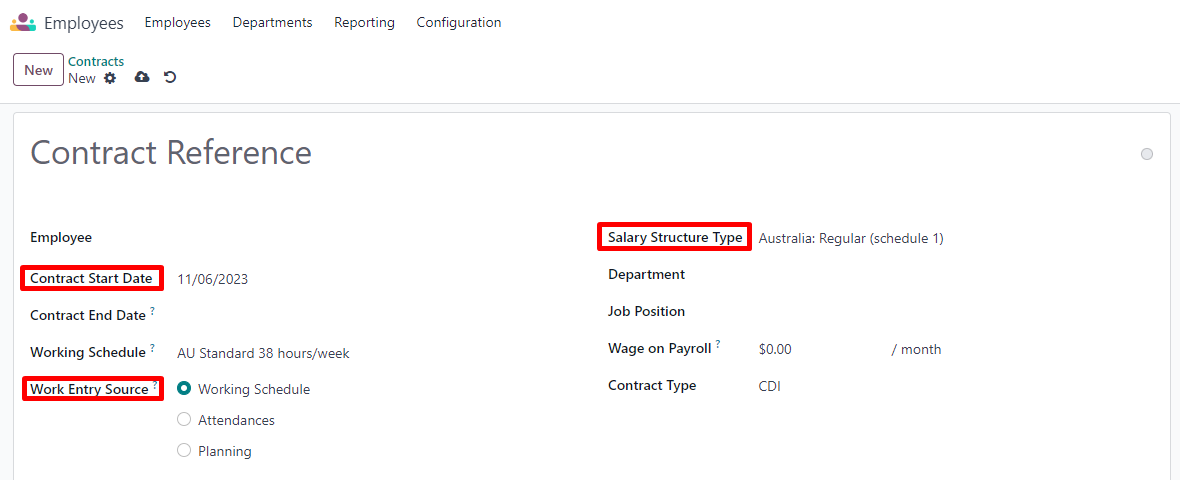 Employees Employees Departments Reporting Configuration
New
Contracts
New
Contract Reference
Employee
Contract Start Date 11/06/2023
Contract End Date ?
Working Schedule ? AU Standard 38 hours/week
Work Entry Source ? Working Schedule
Attendances
Planning
Salary Structure Type Australia: Regular (schedule 1)
Department
Job Position
Wage on Payroll ? $0.00 / month
Contract Type CDI